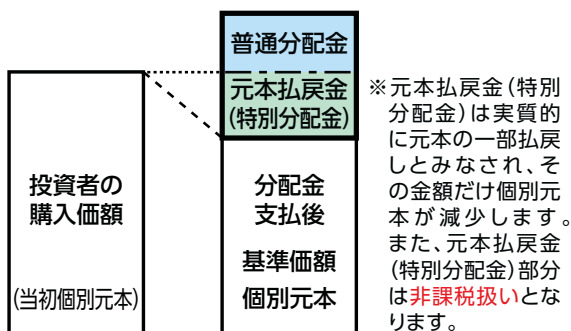 普通分配金
元本払戻金
(特別分配金)
投資者の
購入価額
(当初個別元本)
分配金
支払後
基準価額
個別元本
※元本払戻金(特別
分配金)は実質的
に元本の一部払戻
しとみなされ、そ
の金額だけ個別元
本が減少します。
また、元本払戻金
(特別分配金)部分
は非課税扱いとな
ります。